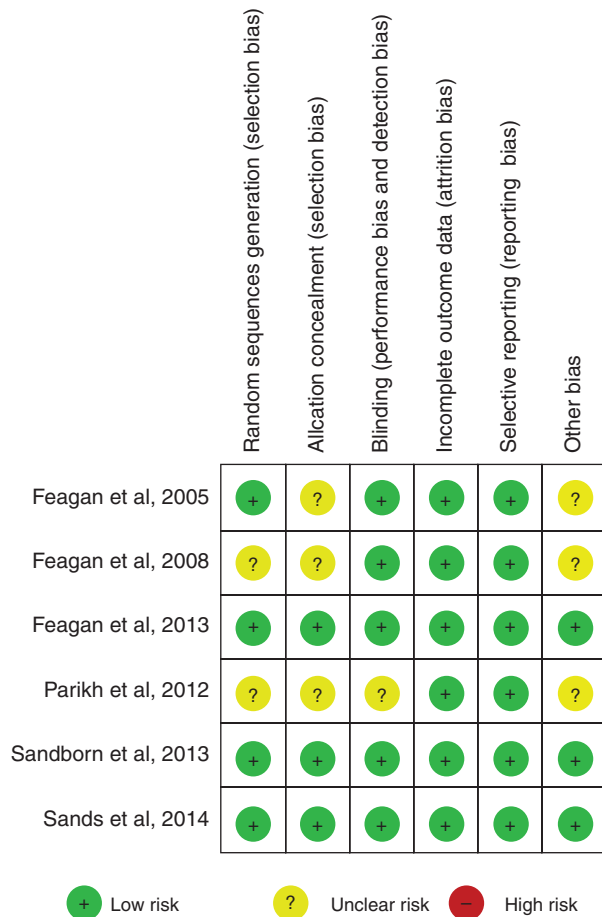 Random sequences generation (selection bias)
Allcation concealment (selection bias)
Blinding (performance bias and detection bias)
Incomplete outcome data (attrition bias)
Selective reporting (reporting bias)
Other bias
Feagan et al, 2005 + ? + + + ?
Feagan et al, 2008 ? ? + + + ?
Feagan et al, 2013 + + + + + +
Parikh et al, 2012 ? ? ? + + ?
Sandborn et al, 2013 + + + + + +
Sands et al, 2014 + + + + + +
+ Low risk ? Unclear risk – High risk